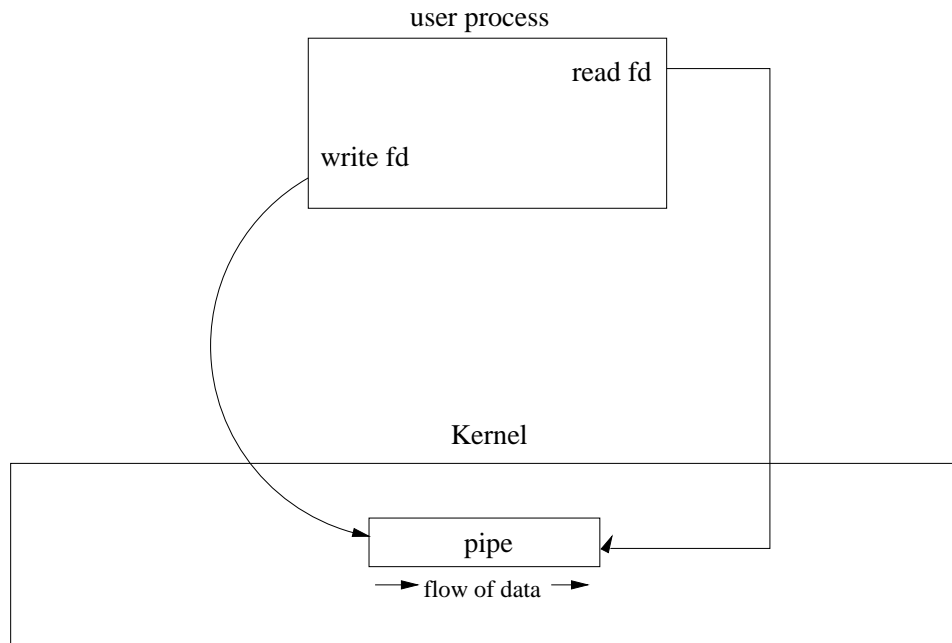 user process
read fd
write fd
Kernel
pipe
flow of data